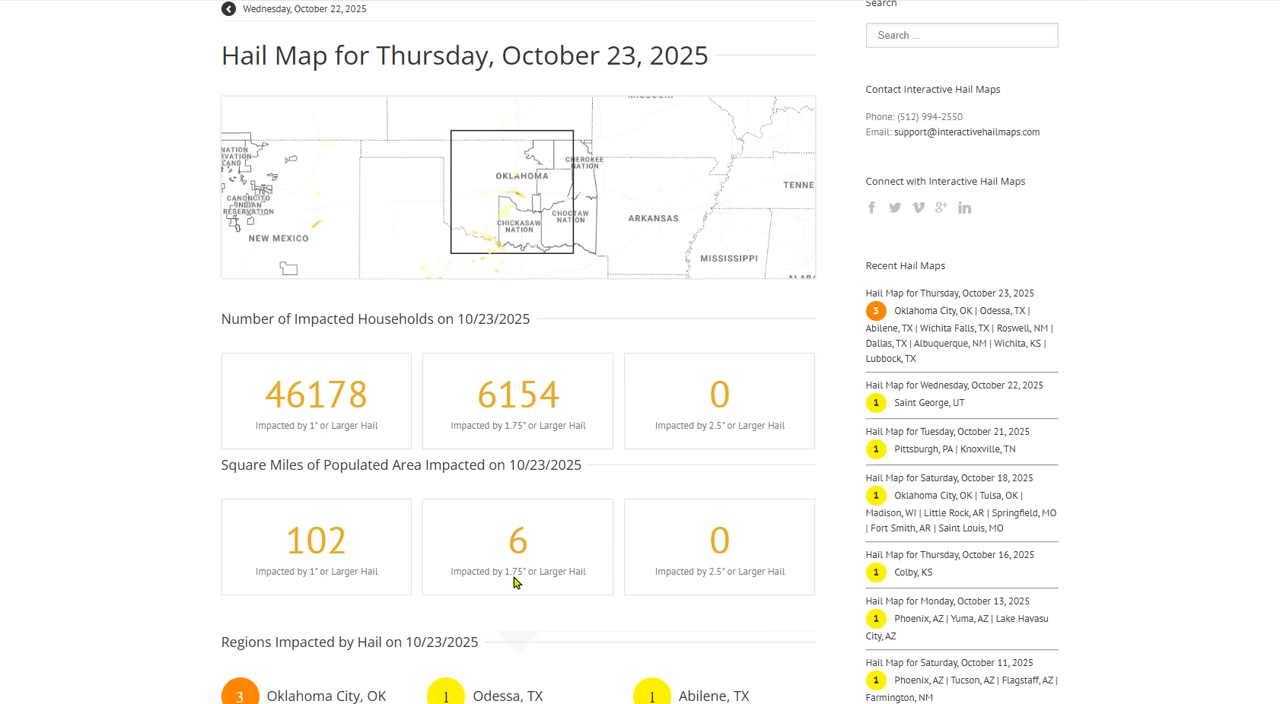 Wednesday, October 22, 2025
Hail Map for Thursday, October 23, 2025
NATION
RVATION
LAND
CANONCITO
INDIAN
RESERVATION
NEW MEXICO
OKLAHOMA
CHEROKEE
NATION
CHICKASAW
NATION
CHOCTAW
NATION
ARKANSAS
TENNE
MISSISSIPPI
Number of Impacted Households on 10/23/2025
46178
Impacted by 1" or Larger Hail
6154
Impacted by 1.75" or Larger Hail
0
Impacted by 2.5" or Larger Hail
Square Miles of Populated Area Impacted on 10/23/2025
102
Impacted by 1" or Larger Hail
6
Impacted by 1.75" or Larger Hail
0
Impacted by 2.5" or Larger Hail
Regions Impacted by Hail on 10/23/2025
3 Oklahoma City, OK
1 Odessa, TX
1 Abilene, TX
Search
Search ...
Contact Interactive Hail Maps
Phone: (512) 994-2550
Email: support@interactivehailmaps.com
Connect with Interactive Hail Maps
Recent Hail Maps
Hail Map for Thursday, October 23, 2025
3 Oklahoma City, OK | Odessa, TX |
Abilene, TX | Wichita Falls, TX | Roswell, NM |
Dallas, TX | Albuquerque, NM | Wichita, KS |
Lubbock, TX
Hail Map for Wednesday, October 22, 2025
1 Saint George, UT
Hail Map for Tuesday, October 21, 2025
1 Pittsburgh, PA | Knoxville, TN
Hail Map for Saturday, October 18, 2025
1 Oklahoma City, OK | Tulsa, OK |
Madison, WI | Little Rock, AR | Springfield, MO
| Fort Smith, AR | Saint Louis, MO
Hail Map for Thursday, October 16, 2025
1 Colby, KS
Hail Map for Monday, October 13, 2025
1 Phoenix, AZ | Yuma, AZ | Lake Havasu
City, AZ
Hail Map for Saturday, October 11, 2025
1 Phoenix, AZ | Tucson, AZ | Flagstaff, AZ |
Farmington, NM